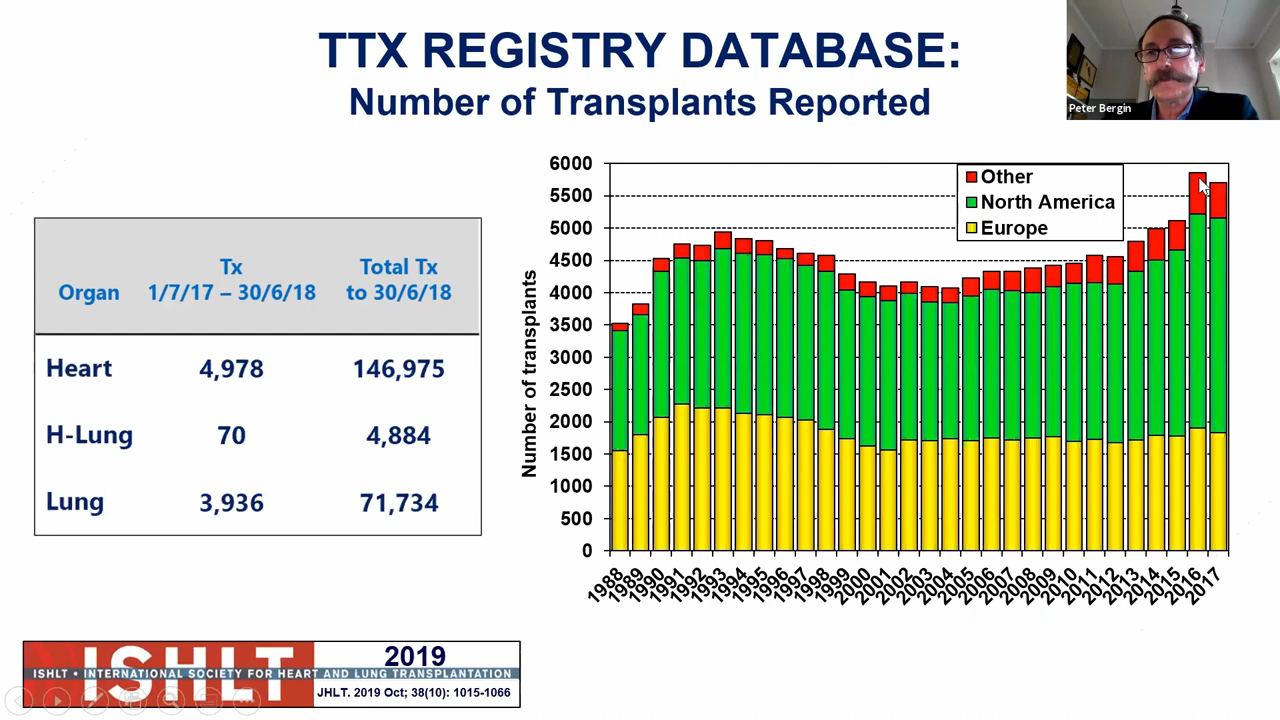 TTX REGISTRY DATABASE:
Number of Transplants Reported
Peter Bergin
Organ
Tx
1/7/17 – 30/6/18
Total Tx
to 30/6/18
Heart 4,978 146,975
H-Lung 70 4,884
Lung 3,936 71,734
Number of transplants
6000
5500
5000
4500
4000
3500
3000
2500
2000
1500
1000
500
0
Other
North America
Europe
1988 1989 1990 1991 1992 1993 1994 1995 1996 1997 1998 1999 2000 2001 2002 2003 2004 2005 2006 2007 2008 2009 2010 2011 2012 2013 2014 2015 2016 2017
ISHLT
2019
ISHLT • INTERNATIONAL SOCIETY FOR HEART AND LUNG TRANSPLANTATION
JHLT. 2019 Oct; 38(10): 1015-1066